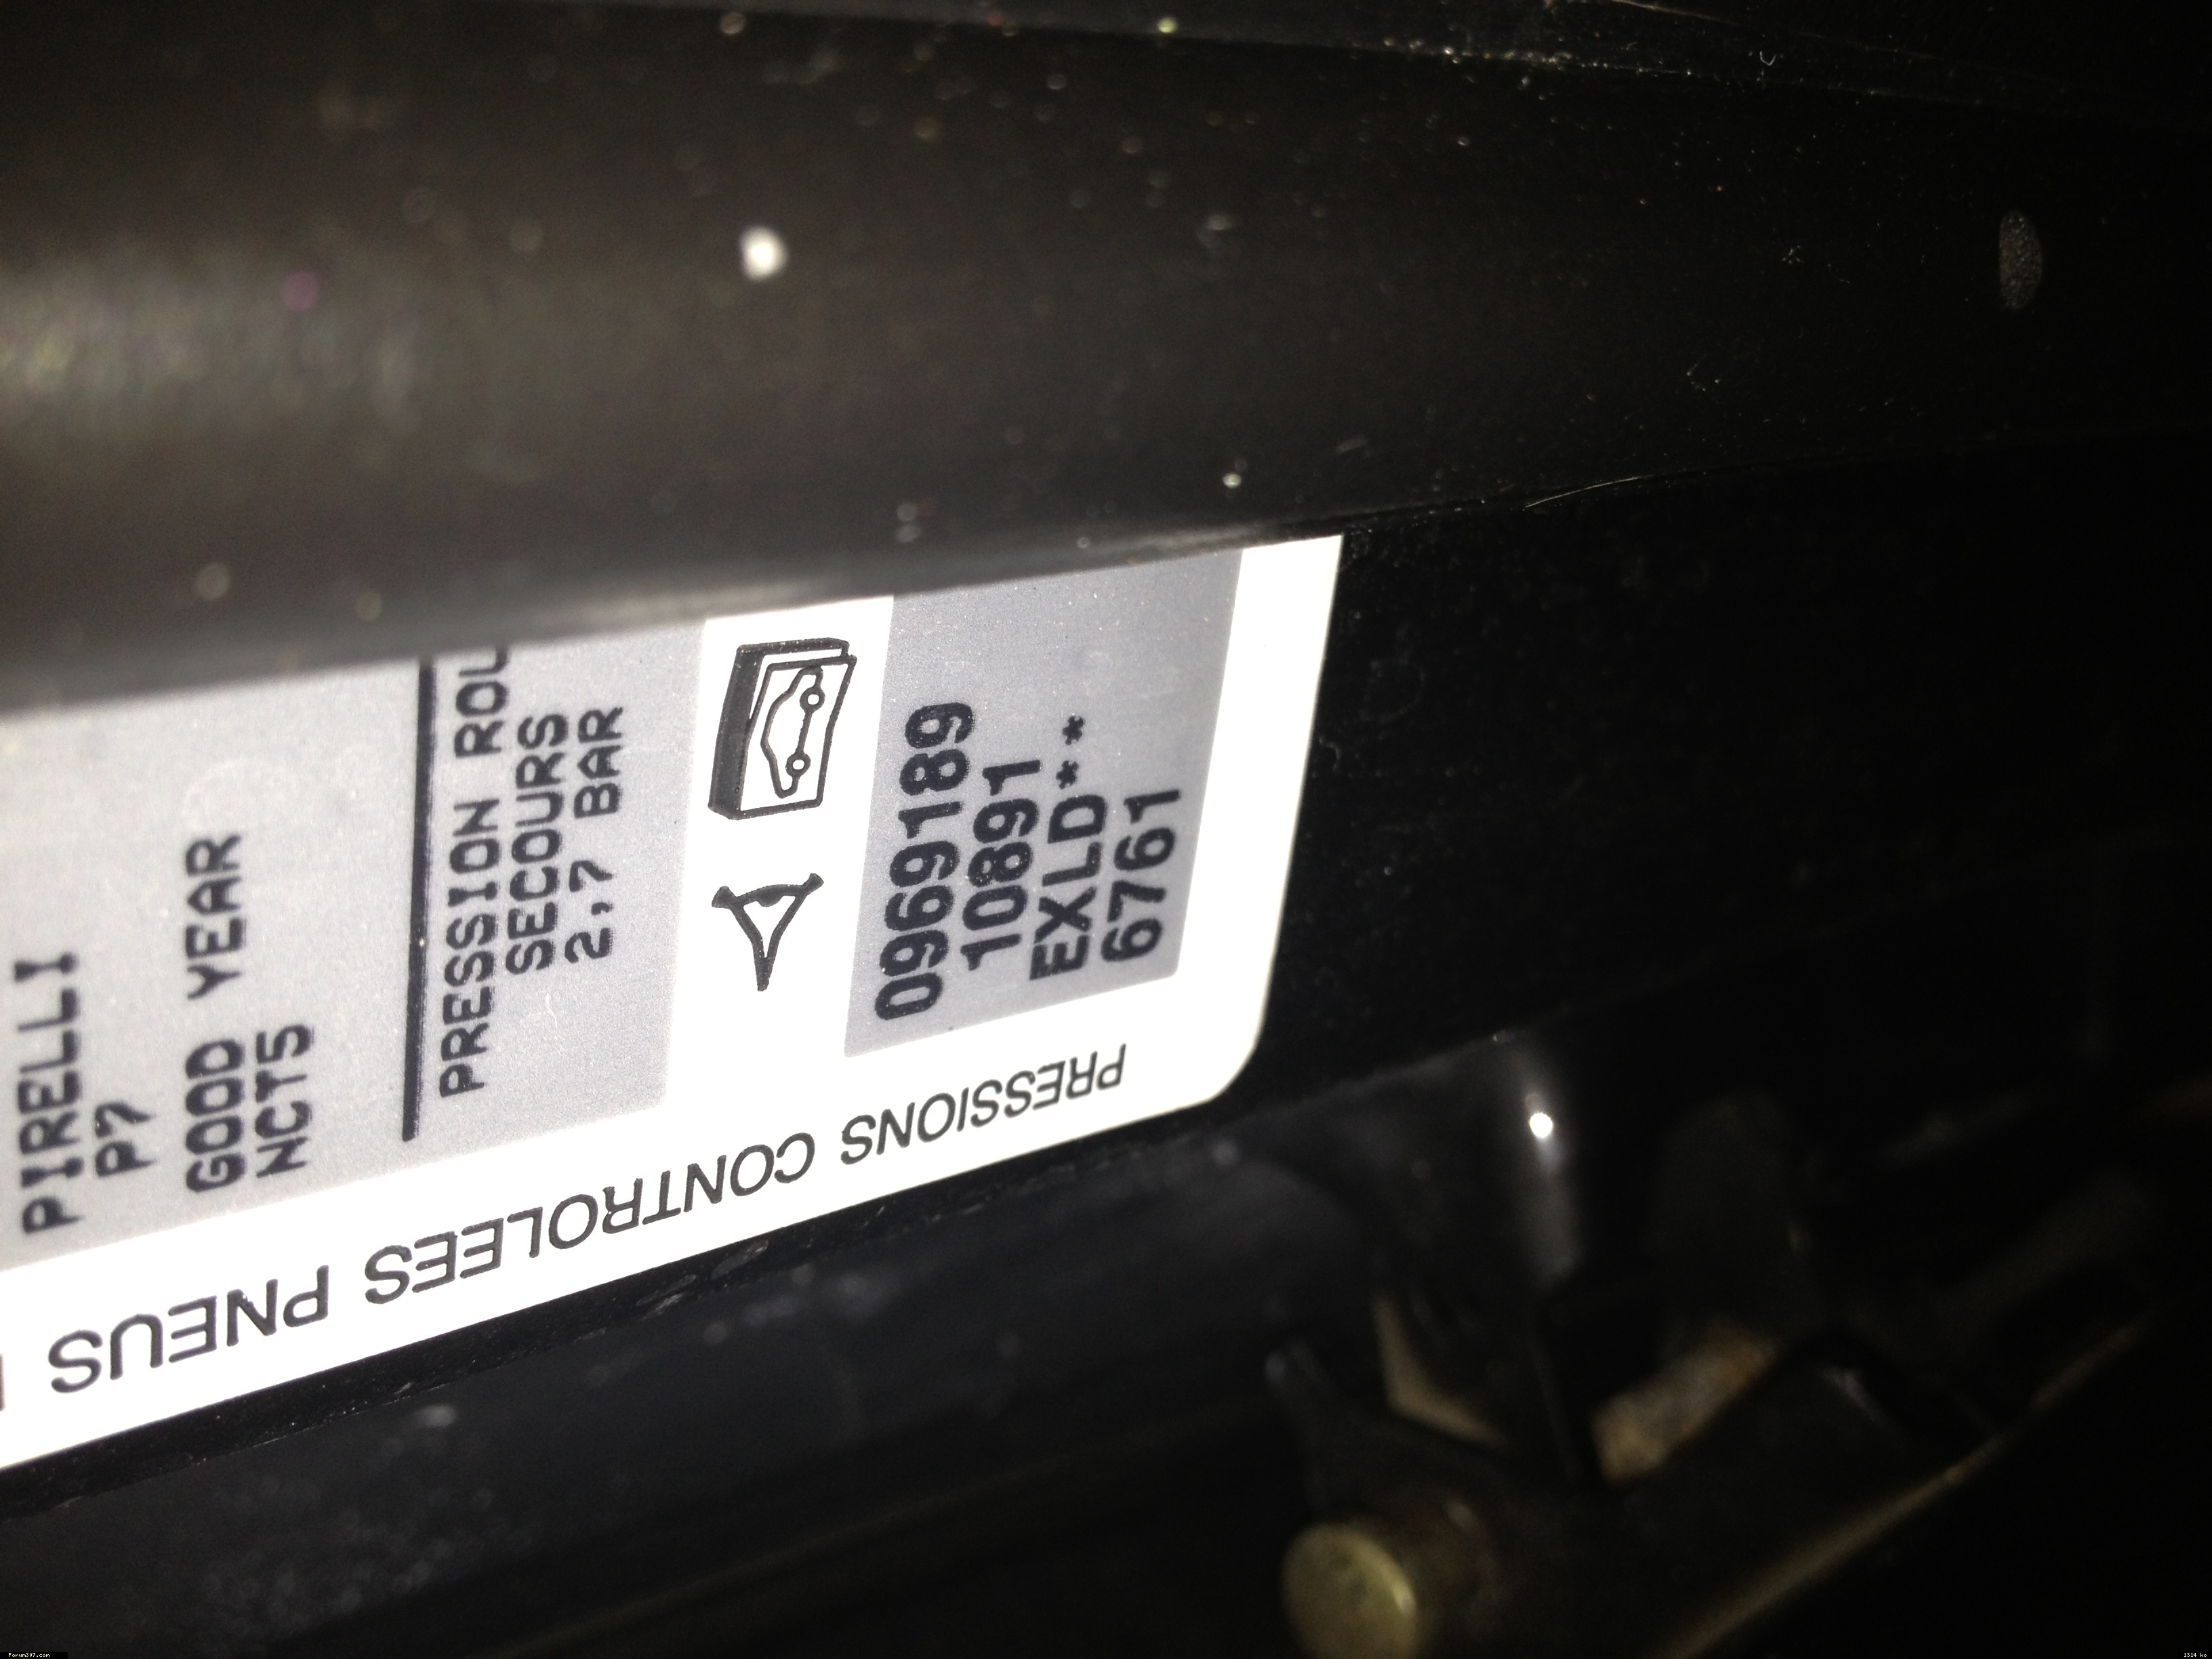 PIRELLI
P7
GOOD YEAR
NCT5
PRESSION ROU
SECOURS
2,7 BAR
0969189
10891
EXLD**
6761
PRESSIONS CONTROLEES PNEUS
Forum307.com
1314 ko